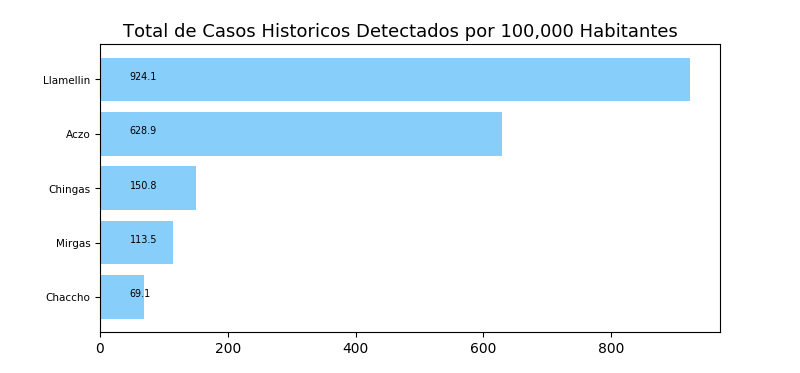 Total de Casos Historicos Detectados por 100,000 Habitantes
Llamellin 924.1
Aczo 628.9
Chingas 150.8
Mirgas 113.5
Chaccho 69.1
0 200 400 600 800